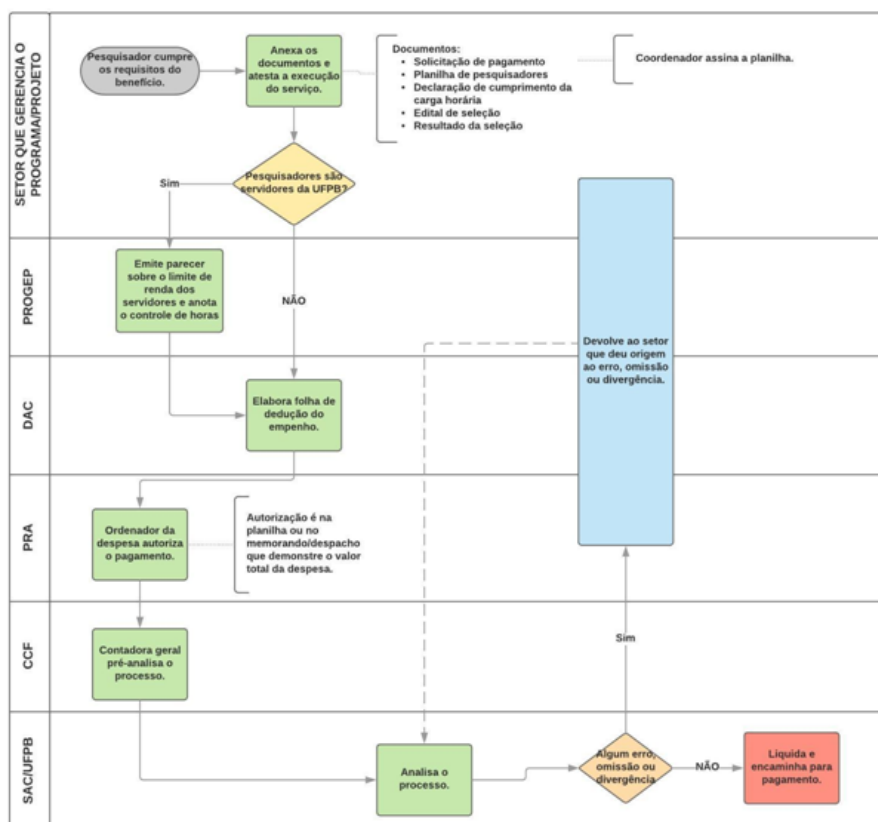 SETOR QUE GERENCIA O
PROGRAMA/PROJETO
Pesquisador cumpre
os requisitos do
benefício.
Anexa os
documentos e
atesta a execução
do serviço.
Documentos:
• Solicitação de pagamento
• Planilha de pesquisadores
• Declaração de cumprimento da
carga horária
• Edital de seleção
• Resultado da seleção
Coordenador assina a planilha.
Pesquisadores são
servidores da UFPB?
Sim
NÃO
PROGEP
Emite parecer
sobre o limite de
renda dos
servidores e anota
o controle de horas
Devolve ao setor
que deu origem
ao erro, omissão
ou divergência.
DAC
Elabora folha de
dedução do
empenho.
PRA
Ordenador da
despesa autoriza
o pagamento.
Autorização é na
planilha ou no
memorando/despacho
que demonstre o valor
total da despesa.
CCF
Contadora geral
pré-analisa o
processo.
Sim
SAC/UFPB
Analisa o
processo.
Algum erro,
omissão ou
divergência
NÃO
Liquida e
encaminha para
pagamento.